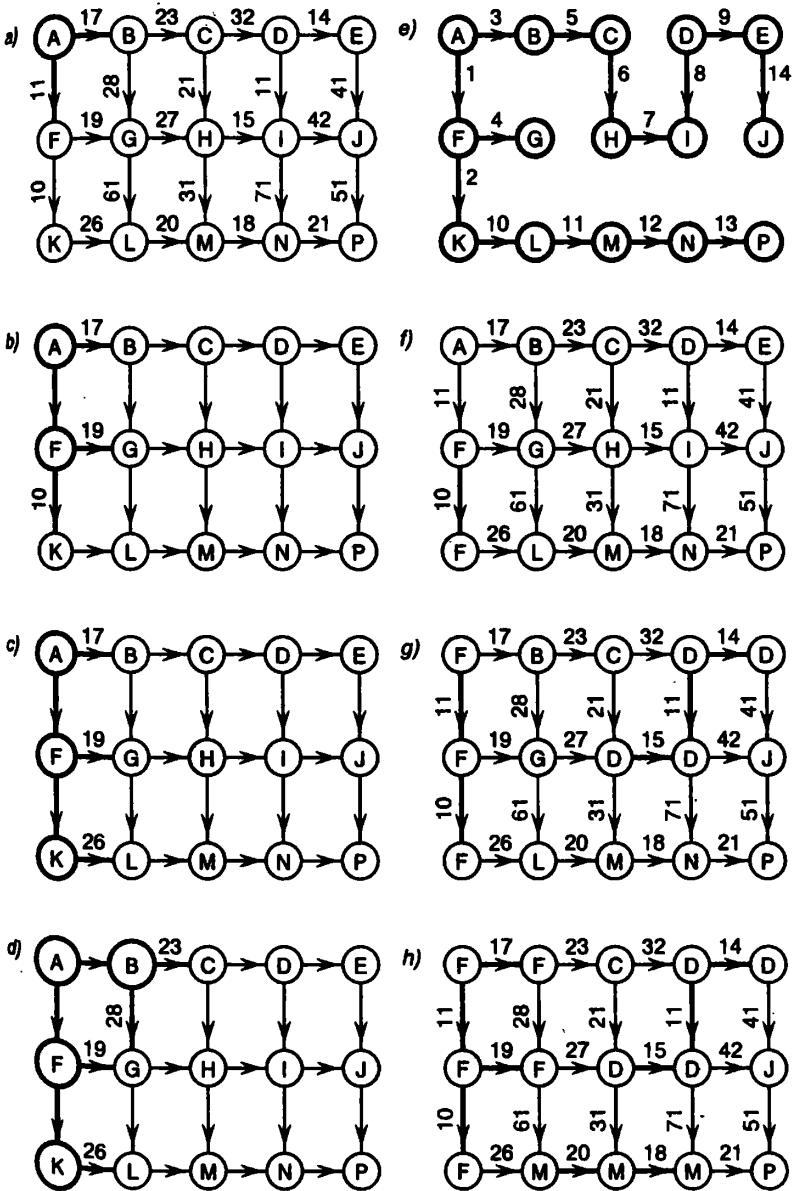 a) A 17 B 23 C 32 D 14 E
11 28 21 11 41
F 19 G 27 H 15 I 42 J
10 61 31 71 51
K 26 L 20 M 18 N 21 P
b) A 17 B C D E
F 19 G H I J
10
K L M N P
c) A 17 B C D E
F 19 G H I J
K 26 L M N P
d) A B 23 C D E
28
F 19 G H I J
K 26 L M N P
e) A 3 B 5 C D 9 E
1 6 8 14
F 4 G H 7 I J
2
K 10 L 11 M 12 N 13 P
f) A 17 B 23 C 32 D 14 E
11 28 21 11 41
F 19 G 27 H 15 I 42 J
10 61 31 71 51
F 26 L 20 M 18 N 21 P
g) F 17 B 23 C 32 D 14 D
11 28 21 11 41
F 19 G 27 D 15 D 42 J
10 61 31 71 51
F 26 L 20 M 18 N 21 P
h) F 17 F 23 C 32 D 14 D
11 28 21 11 41
F 19 F 27 D 15 D 42 J
10 61 31 71 51
F 26 M 20 M 18 M 21 P